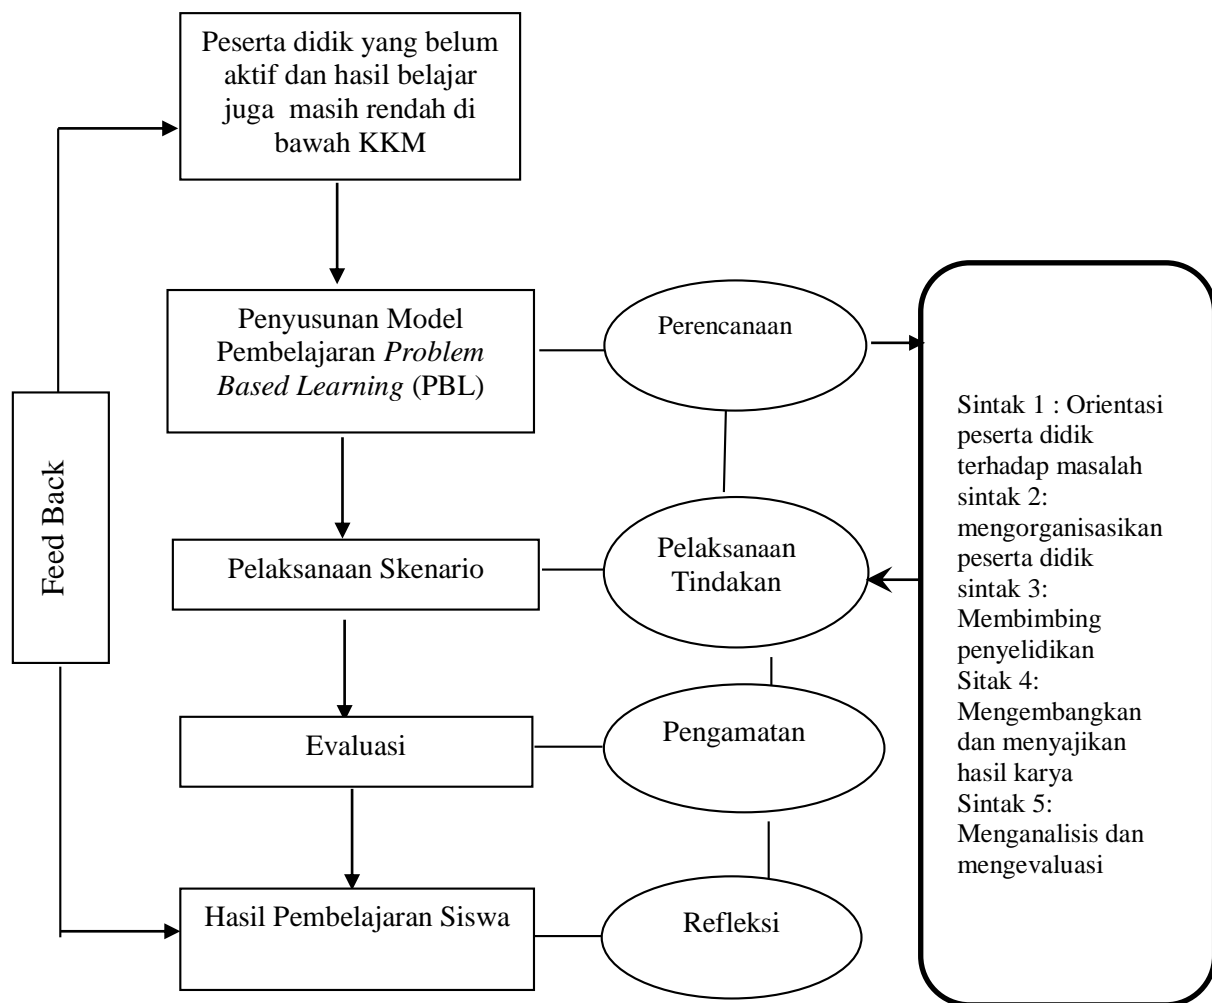 Peserta didik yang belum
aktif dan hasil belajar
juga masih rendah di
bawah KKM
Penyusunan Model
Pembelajaran Problem
Based Learning (PBL)
Perencanaan
Feed Back
Pelaksanaan Skenario
Pelaksanaan
Tindakan
Evaluasi
Pengamatan
Hasil Pembelajaran Siswa
Refleksi
Sintak 1 : Orientasi
peserta didik
terhadap masalah
sintak 2:
mengorganisasikan
peserta didik
sintak 3:
Membimbing
penyelidikan
Sitak 4:
Mengembangkan
dan menyajikan
hasil karya
Sintak 5:
Menganalisis dan
mengevaluasi